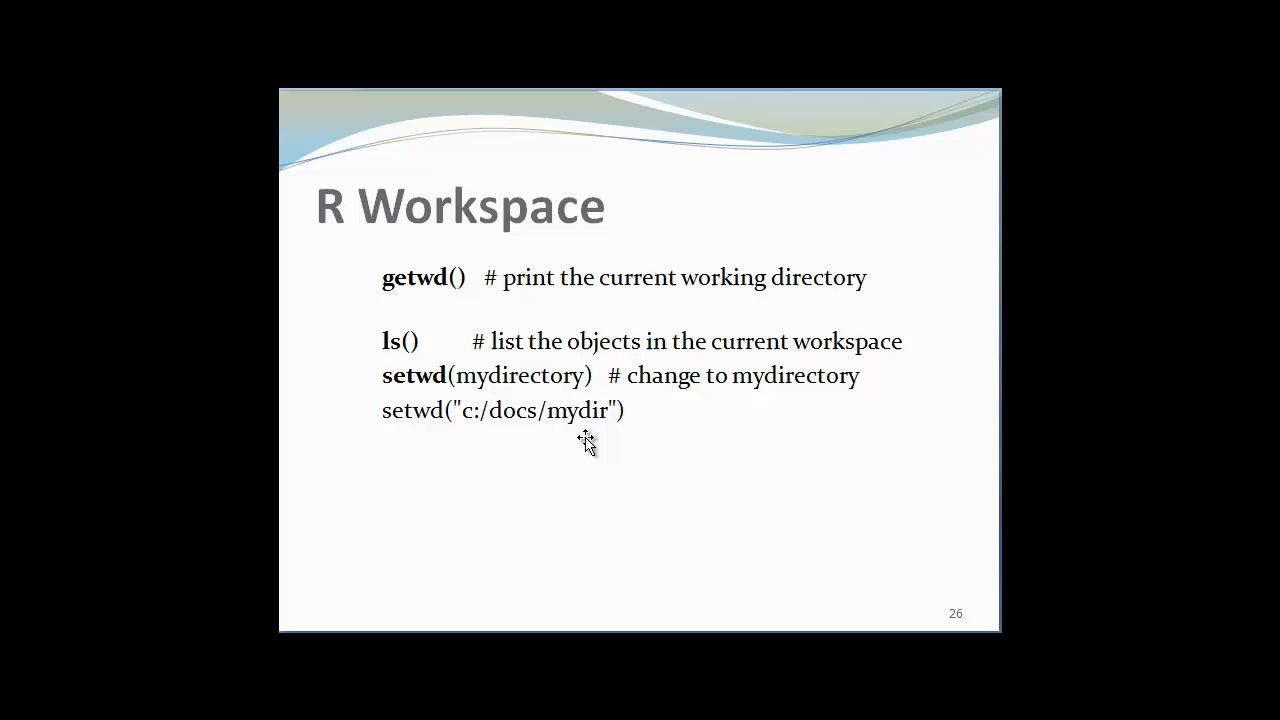 R Workspace
getwd() # print the current working directory
ls() # list the objects in the current workspace
setwd(mydirectory) # change to mydirectory
setwd("c:/docs/mydir")
26